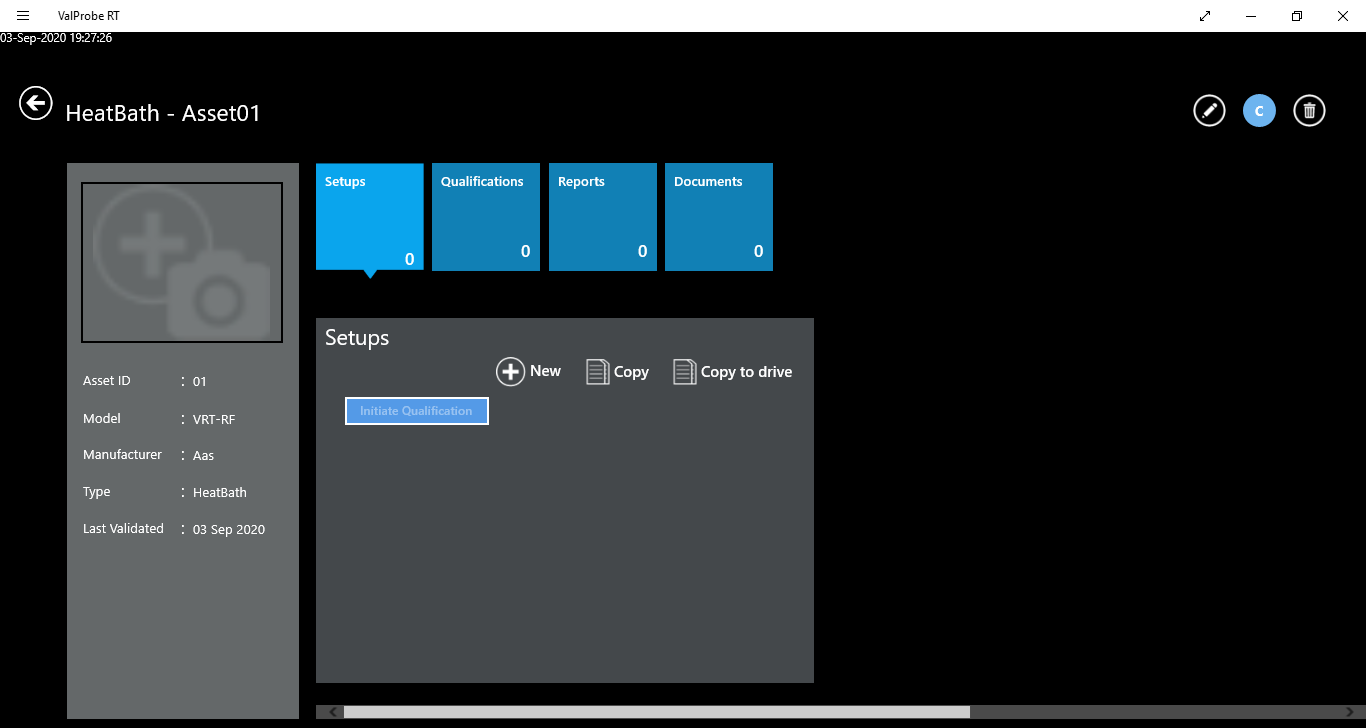 ValProbe RT
03-Sep-2020 19:27:26
HeatBath - Asset01
C
Setups
0
Qualifications
0
Reports
0
Documents
0
Asset ID : 01
Model : VRT-RF
Manufacturer : Aas
Type : HeatBath
Last Validated : 03 Sep 2020
Setups
New Copy Copy to drive
Initiate Qualification